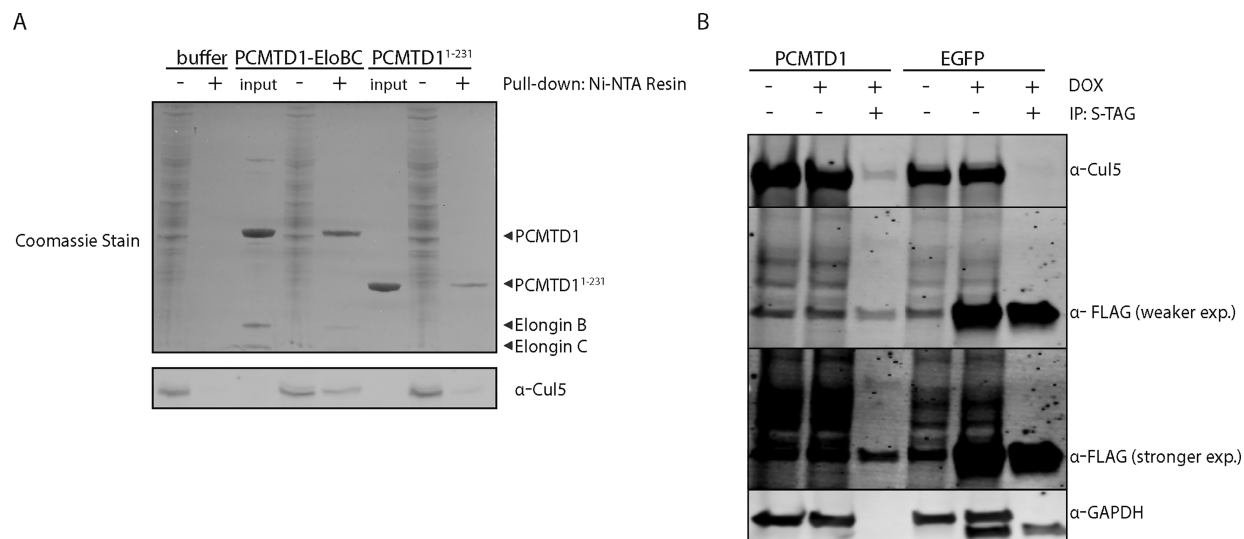 A
buffer PCMTD1-EloBC PCMTD1¹⁻²³¹
- + input - + input - + Pull-down: Ni-NTA Resin
Coomassie Stain
◄PCMTD1
◄PCMTD1¹⁻²³¹
◄Elongin B
◄Elongin C
α-Cul5
B
PCMTD1 EGFP
- + + - + + DOX
- - + - - + IP: S-TAG
α-Cul5
α- FLAG (weaker exp.)
α-FLAG (stronger exp.)
α-GAPDH